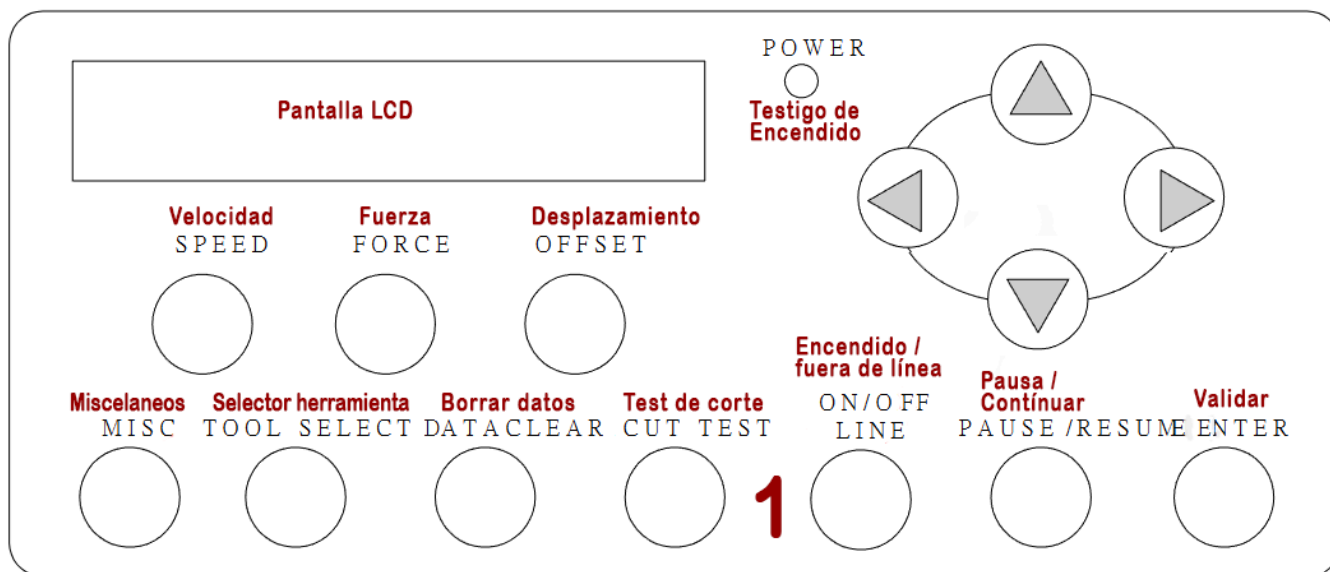 POWER
Pantalla LCD
Testigo de
Encendido
Velocidad
SPEED
Fuerza
FORCE
Desplazamiento
OFFSET
Encendido /
fuera de línea
ON/OFF
LINE
Miscelaneos
MISC
Selector herramienta
TOOL SELECT
Borrar datos
DATACLEAR
Test de corte
CUT TEST
1
Pausa /
Contínuar
PAUSE /RESUME
Validar
ENTER